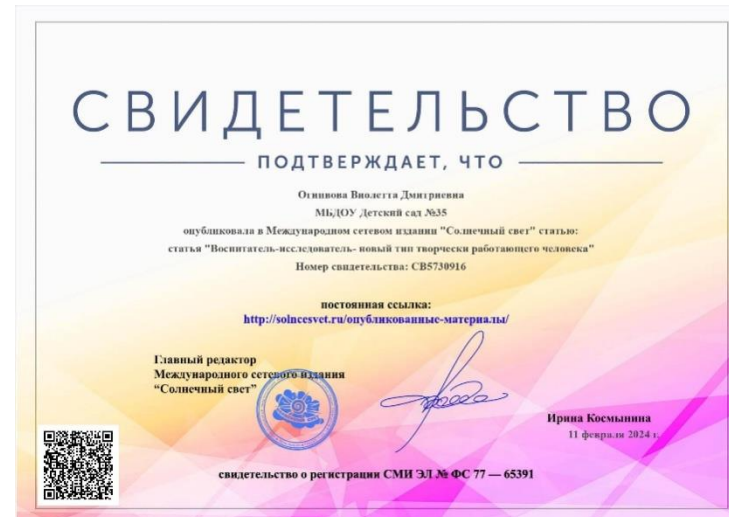 СВИДЕТЕЛЬСТВО
ПОДТВЕРЖДАЕТ, ЧТО
Виолетта Дмитриевна
МБДОУ Детский сад №35
опубликовала в Международном сетевом издании "Солнечный свет" статью:
статья "Воспитатель-исследователь- новый тип творчески работающего человека"
Номер свидетельства: СВ5730916
постоянная ссылка:
http://solncesvet.ru/опубликованные-материалы/
Главный редактор
Международного сетевого издания
“Солнечный свет”
Ирина Космынина
11 февраля 2024 г.
свидетельство о регистрации СМИ ЭЛ № ФС 77 — 65391